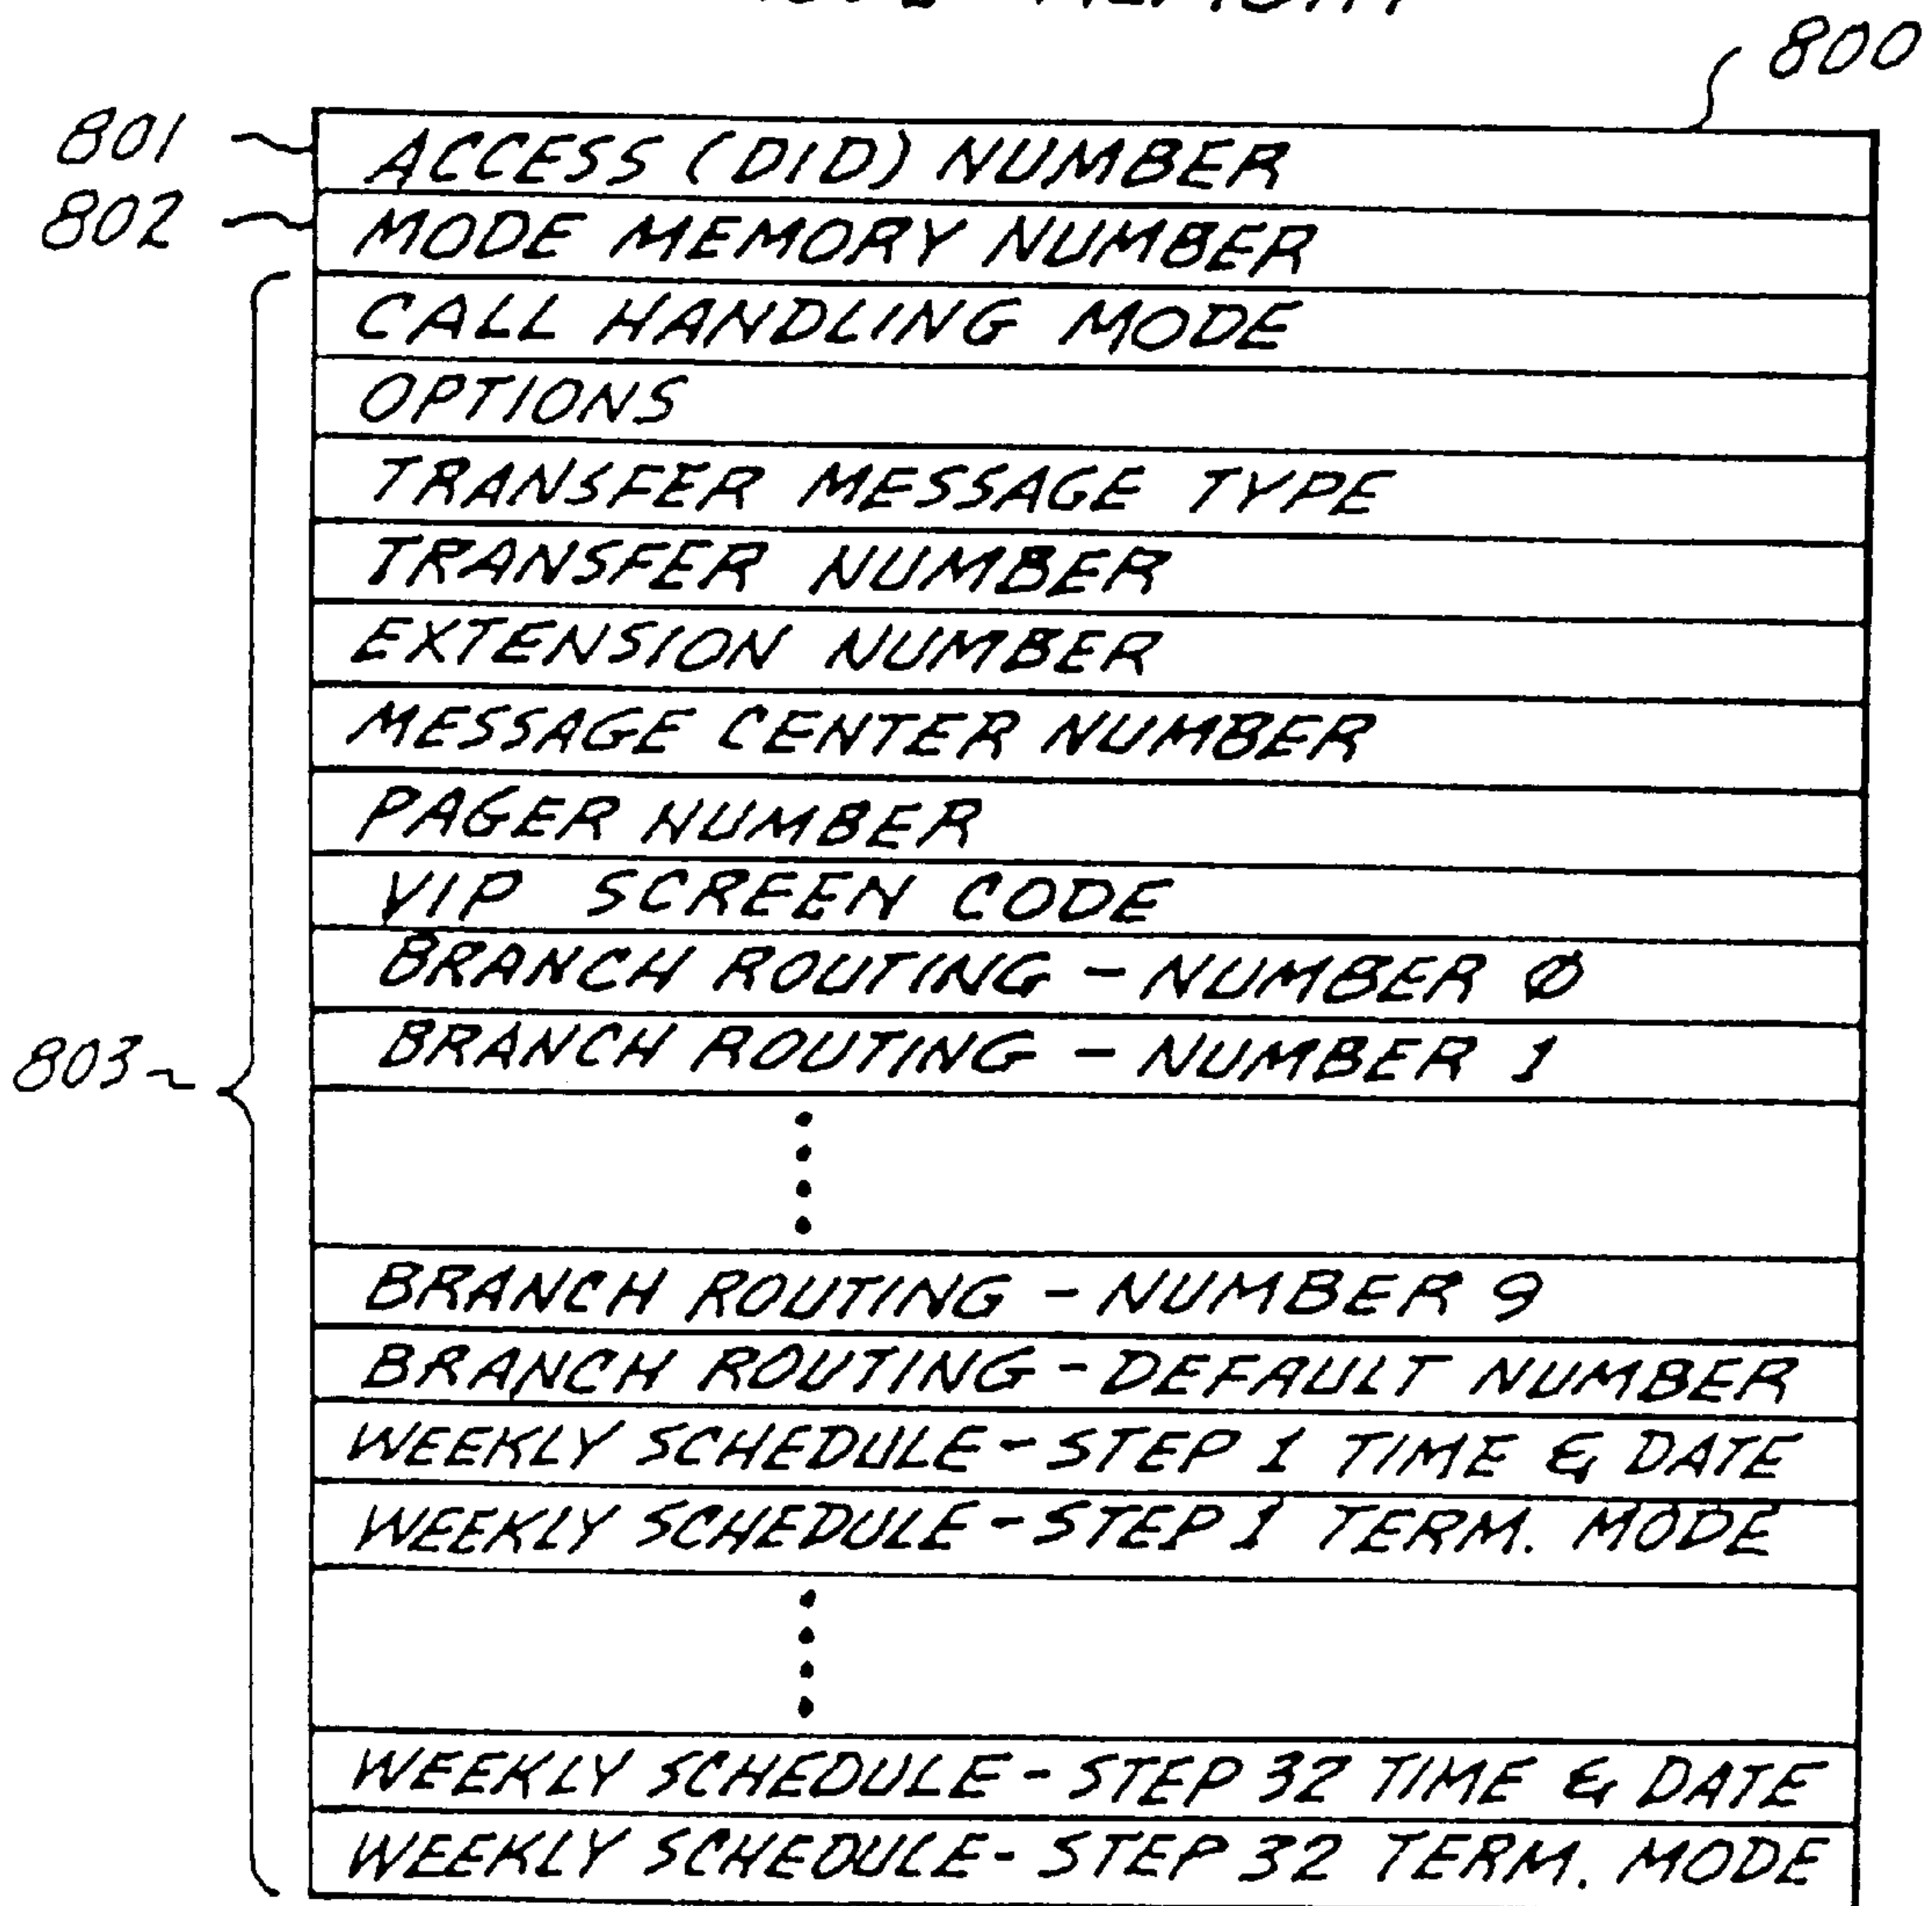 800
801 ACCESS (DID) NUMBER
802 MODE MEMORY NUMBER
CALL HANDLING MODE
OPTIONS
TRANSFER MESSAGE TYPE
TRANSFER NUMBER
EXTENSION NUMBER
MESSAGE CENTER NUMBER
PAGER NUMBER
VIP SCREEN CODE
BRANCH ROUTING - NUMBER Ø
803 BRANCH ROUTING - NUMBER 1
BRANCH ROUTING - NUMBER 9
BRANCH ROUTING - DEFAULT NUMBER
WEEKLY SCHEDULE - STEP 1 TIME & DATE
WEEKLY SCHEDULE - STEP 1 TERM. MODE
WEEKLY SCHEDULE - STEP 32 TIME & DATE
WEEKLY SCHEDULE - STEP 32 TERM. MODE